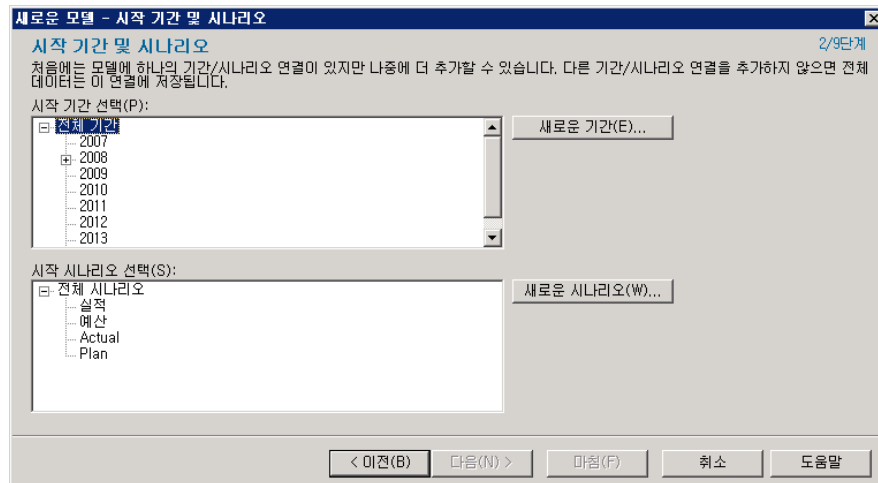 새로운 모델 - 시작 기간 및 시나리오
시작 기간 및 시나리오
2/9단계
처음에는 모델에 하나의 기간/시나리오 연결이 있지만 나중에 더 추가할 수 있습니다. 다른 기간/시나리오 연결을 추가하지 않으면 전체
데이터는 이 연결에 저장됩니다.
시작 기간 선택(P):
전체 기간
새로운 기간(E)...
2007
2008
2009
2010
2011
2012
2013
시작 시나리오 선택(S):
전체 시나리오
새로운 시나리오(W)...
실적
예산
Actual
Plan
< 이전(B)
다음(N) >
마침(F)
취소
도움말